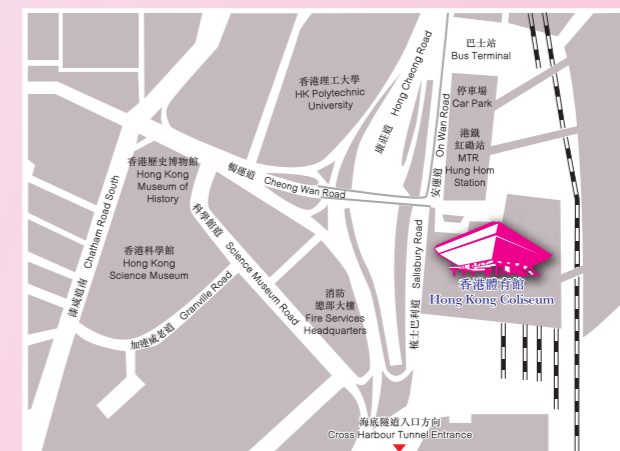 巴士站
Bus Terminal
香港理工大學
HK Polytechnic
University
康莊道 Hong Cheong Road
停車場
Car Park
安運道 On Wan Road
港鐵
紅磡站
MTR
Hung Hom
Station
香港歷史博物館
Hong Kong
Museum of
History
暢運道 Cheong Wan Road
科學館道 Science Museum Road
漆咸道南 Chatham Road South
香港科學館
Hong Kong
Science Museum
加連威老道 Granville Road
消防
總部大樓
Fire Services
Headquarters
梳士巴利道 Salisbury Road
香港體育館
Hong Kong Coliseum
海底隧道入口方向
Cross Harbour Tunnel Entrance